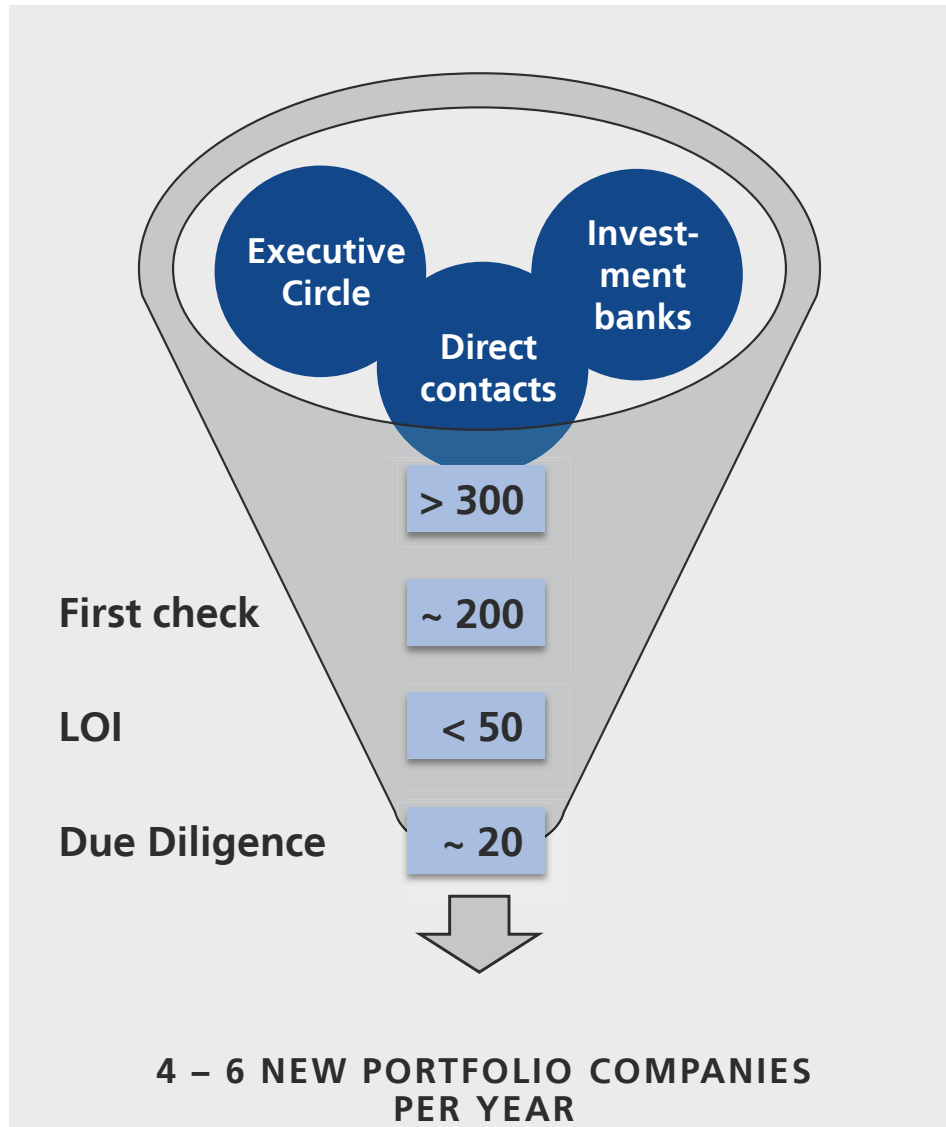 Executive
Circle
Invest-
ment
banks
Direct
contacts
> 300
First check
~ 200
LOI
< 50
Due Diligence
~ 20
4 – 6 NEW PORTFOLIO COMPANIES
PER YEAR